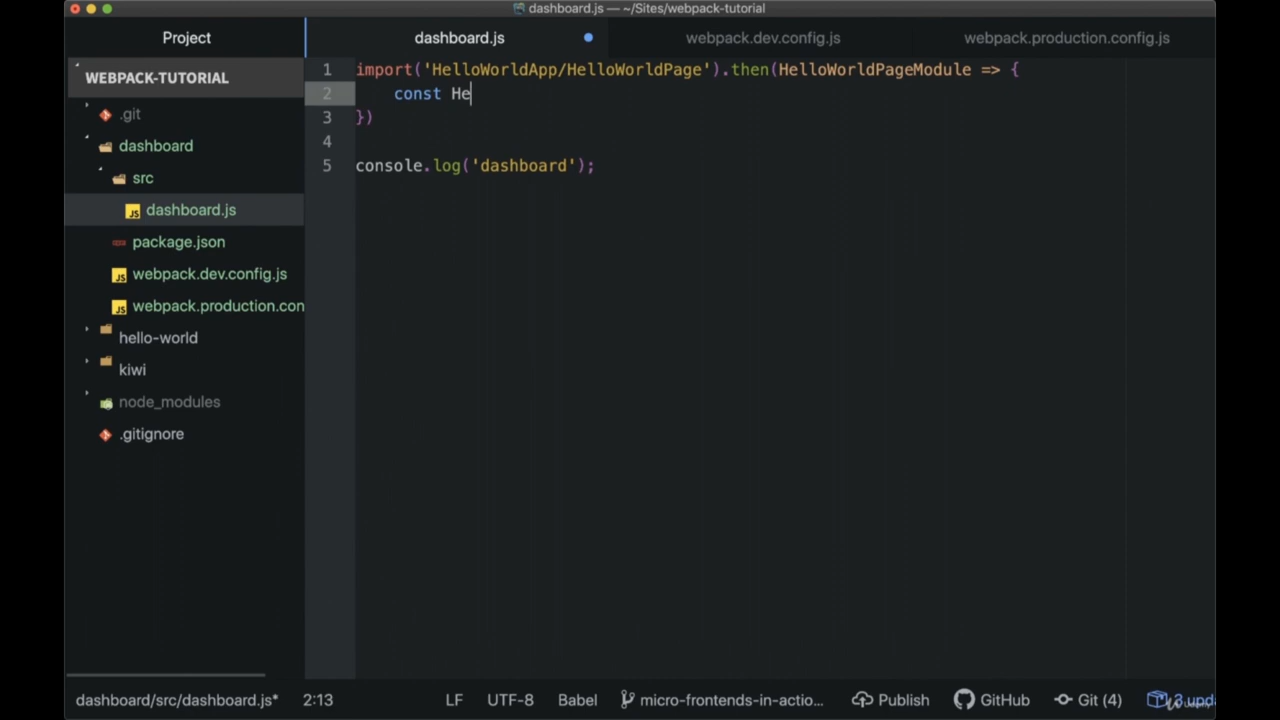 dashboard.js — ~/Sites/webpack-tutorial
Project
dashboard.js
webpack.dev.config.js
webpack.production.config.js
WEBPACK-TUTORIAL
.git
dashboard
src
dashboard.js
package.json
webpack.dev.config.js
webpack.production.con
hello-world
kiwi
node_modules
.gitignore
1 import('HelloWorldApp/HelloWorldPage').then(HelloWorldPageModule => {
2 const He
3 })
4
5 console.log('dashboard');
dashboard/src/dashboard.js* 2:13 LF UTF-8 Babel micro-frontends-in-actio... Publish GitHub Git (4)